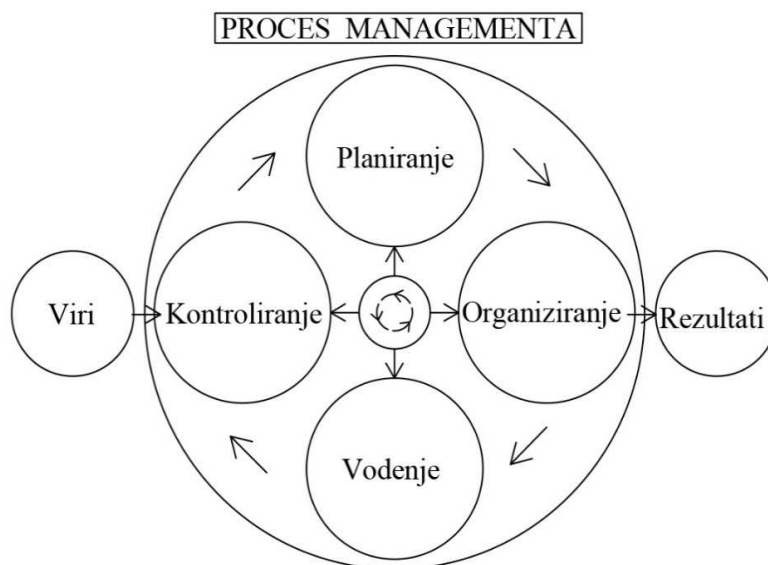 PROCES MANAGEMENTA
Planiranje
Viri
Kontroliranje
Organiziranje
Rezultati
Vodenje